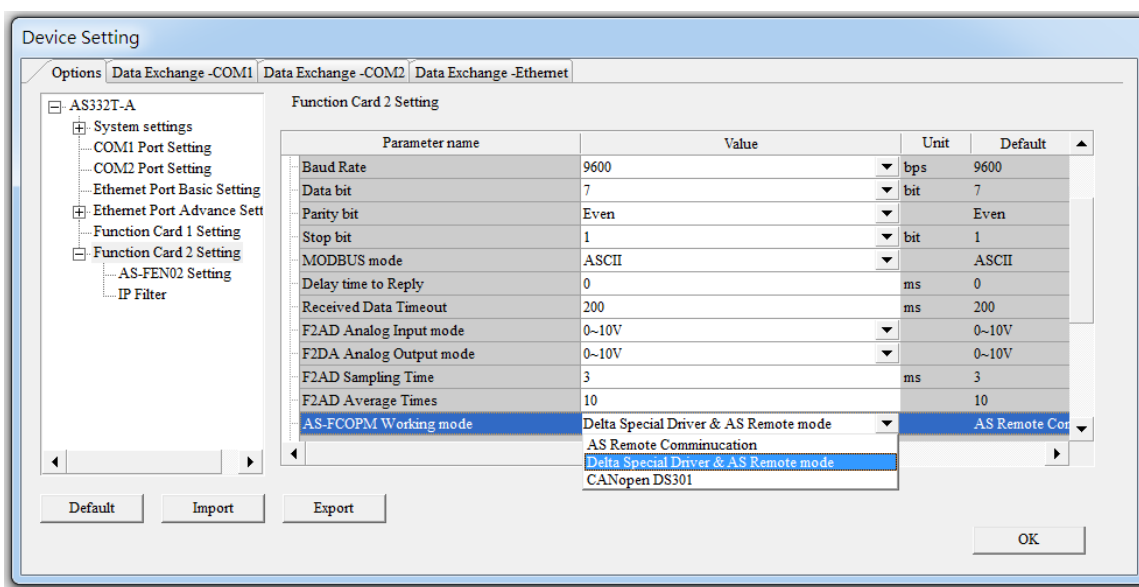 Device Setting
Options Data Exchange -COM1 Data Exchange -COM2 Data Exchange -Ethernet
AS332T-A
System settings
COM1 Port Setting
COM2 Port Setting
Ethernet Port Basic Setting
Ethernet Port Advance Sett
Function Card 1 Setting
Function Card 2 Setting
AS-FEN02 Setting
IP Filter
Function Card 2 Setting
Parameter name Value Unit Default
Baud Rate 9600 bps 9600
Data bit 7 bit 7
Parity bit Even Even
Stop bit 1 bit 1
MODBUS mode ASCII ASCII
Delay time to Reply 0 ms 0
Received Data Timeout 200 ms 200
F2AD Analog Input mode 0~10V 0~10V
F2DA Analog Output mode 0~10V 0~10V
F2AD Sampling Time 3 ms 3
F2AD Average Times 10 10
AS-FCOPM Working mode Delta Special Driver & AS Remote mode AS Remote Cor
AS Remote Comminucation
Delta Special Driver & AS Remote mode
CANopen DS301
Default Import Export
OK